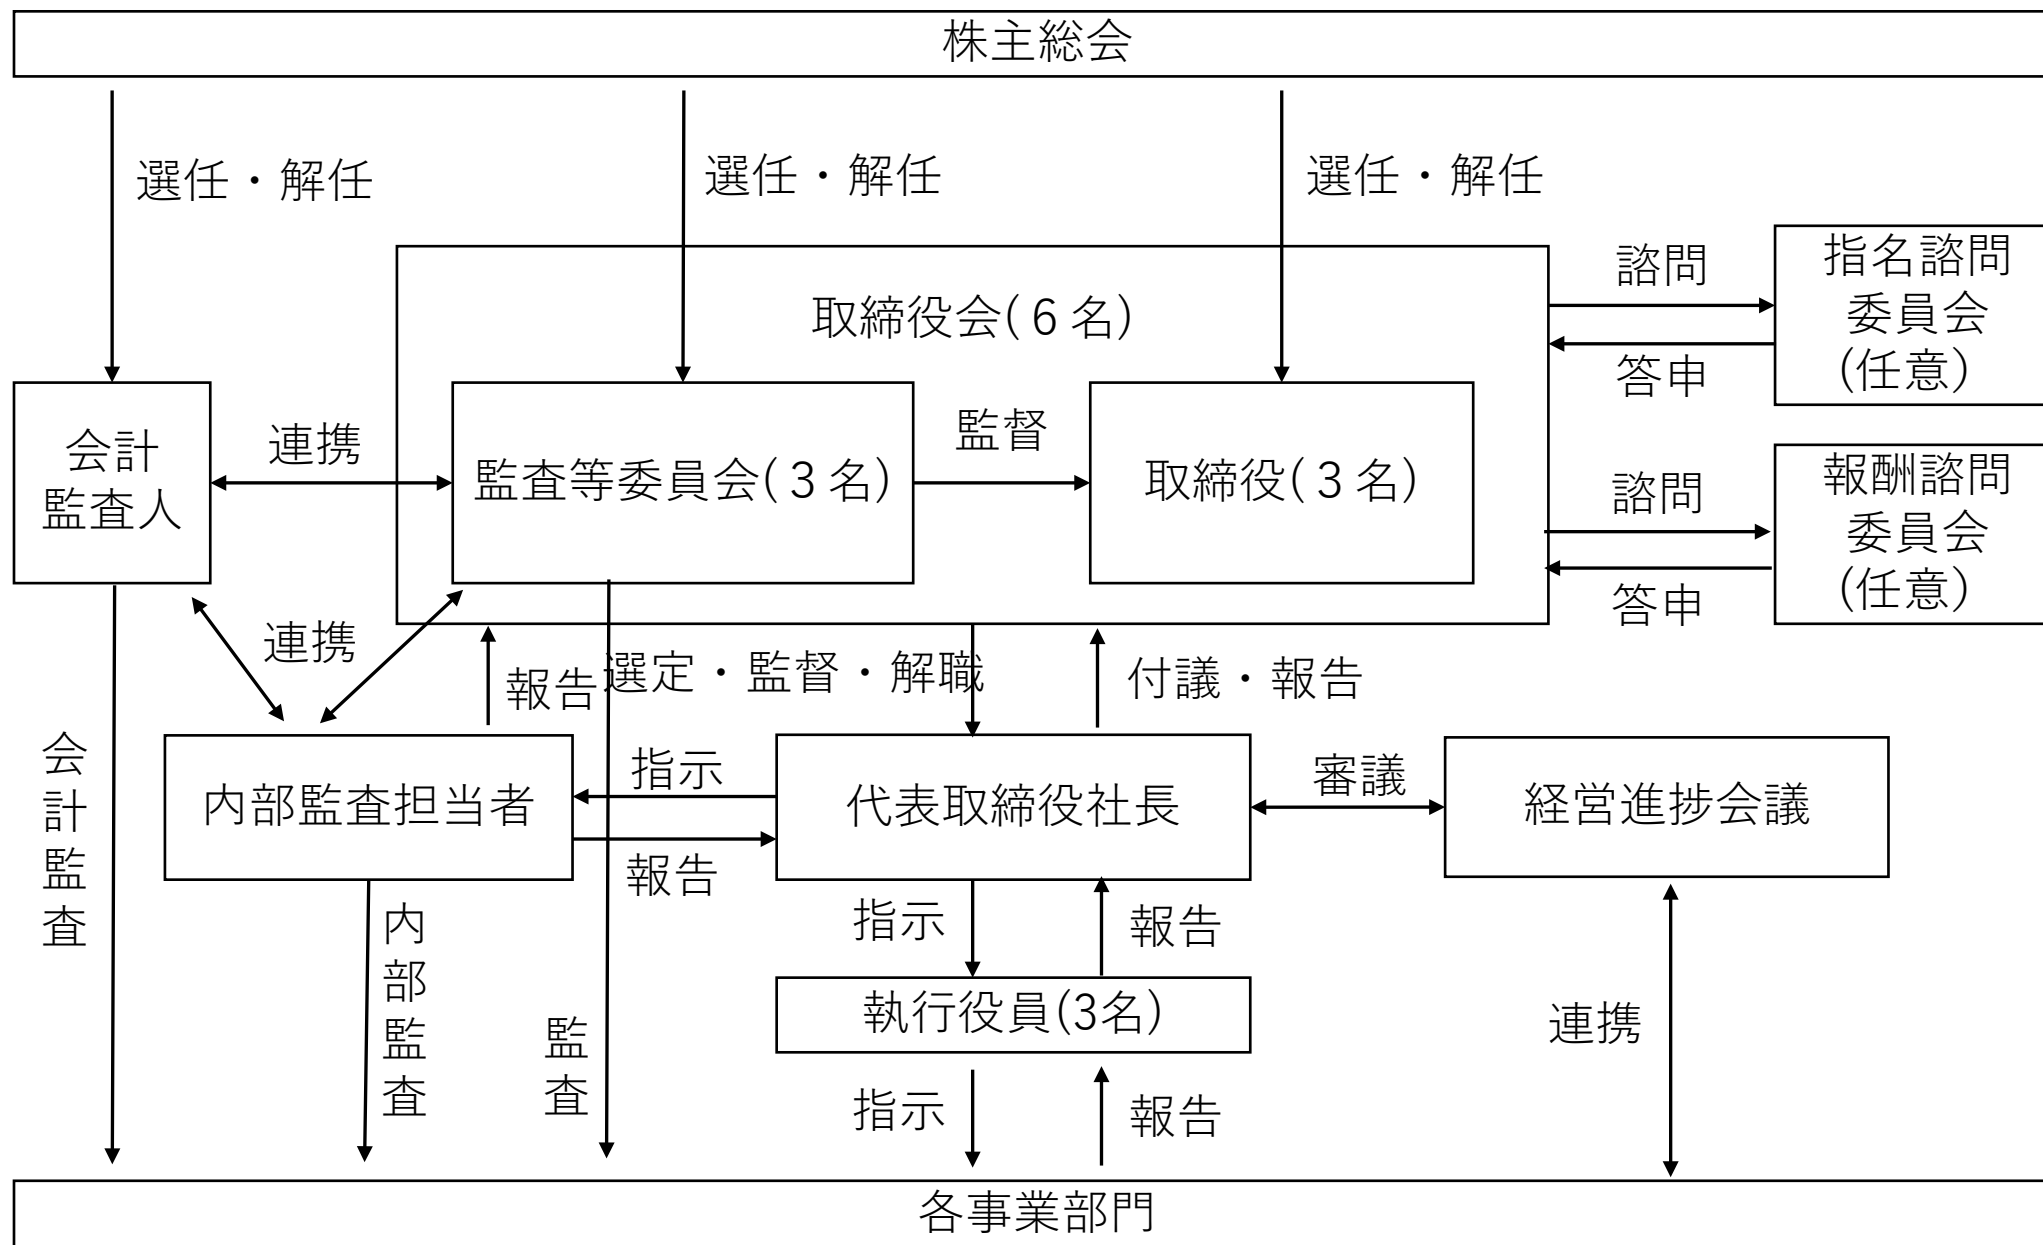 株主総会
選任・解任
選任・解任
選任・解任
取締役会(６名)
諮問
答申
指名諮問
委員会
(任意)
会計
監査人
連携
監査等委員会(３名)
監督
取締役(３名)
諮問
答申
報酬諮問
委員会
(任意)
連携
報告
選定・監督・解職
付議・報告
会計監査
内部監査担当者
指示
報告
代表取締役社長
審議
経営進捗会議
内部監査
監査
指示
報告
執行役員(3名)
指示
報告
連携
各事業部門